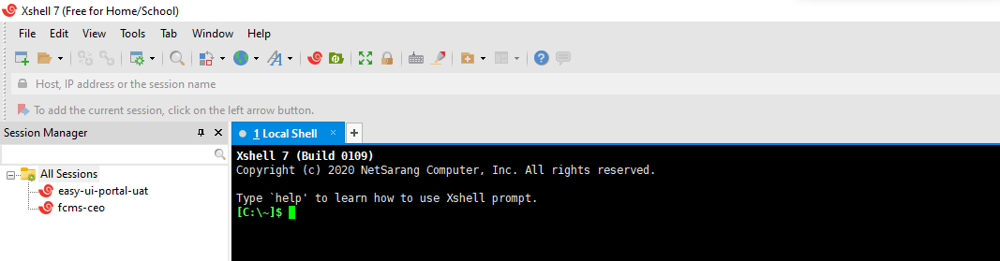 Xshell 7 (Free for Home/School)
File Edit View Tools Tab Window Help
Host, IP address or the session name
To add the current session, click on the left arrow button.
Session Manager
1 Local Shell
All Sessions
easy-ui-portal-uat
fcms-ceo
Xshell 7 (Build 0109)
Copyright (c) 2020 NetSarang Computer, Inc. All rights reserved.
Type `help' to learn how to use Xshell prompt.
[C:\~]$